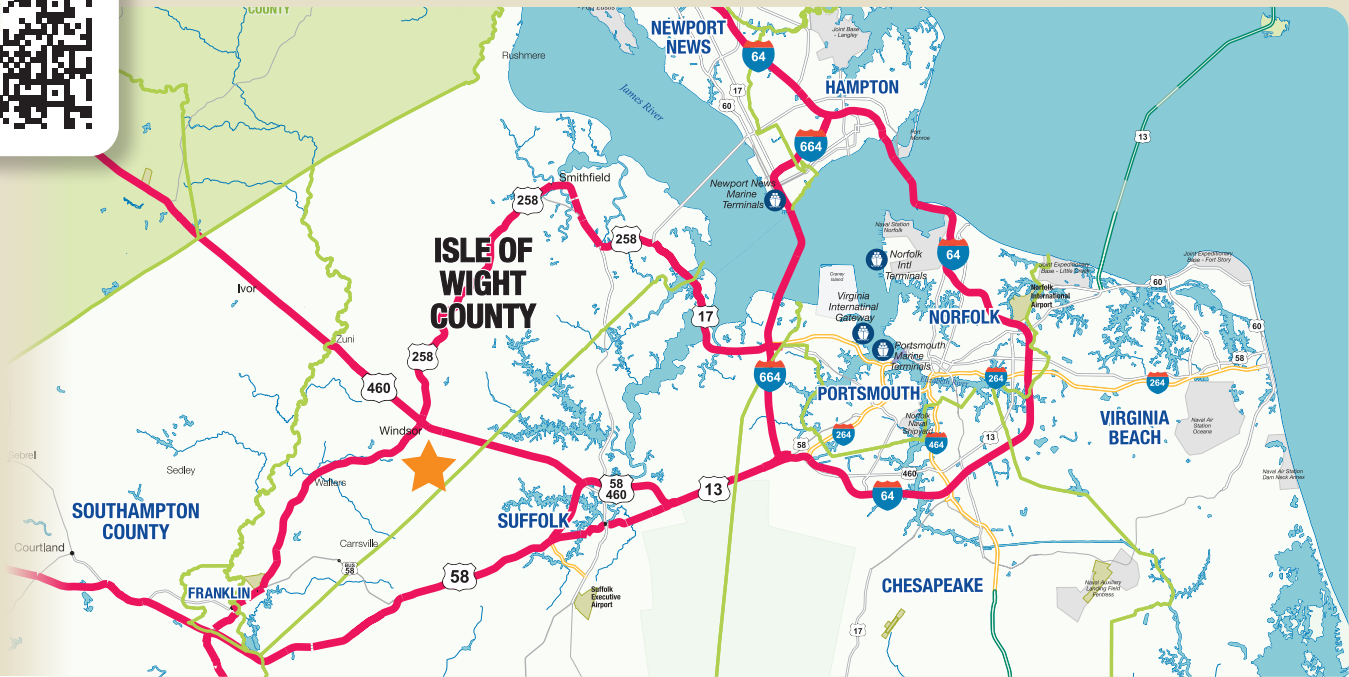 COUNTY
NEWPORT
NEWS
64
Joint Base
- Langley
Rushmere
17
60
HAMPTON
James River
13
664
Fort
Monroe
Smithfield
Newport News
Marine
Terminals
258
258
Naval Station
Norfolk
ISLE OF
WIGHT
COUNTY
64
Norfolk
Intl
Terminals
Craney
Island
Joint Expeditionary
Base - Little Creek
Joint Expeditionary
Base - Fort Story
60
Ivor
Norfolk
International
Airport
Virginia
Internatinal
Gateway
17
NORFOLK
60
Zuni
Portsmouth
Marine
Terminals
258
58
460
664
264
264
PORTSMOUTH
Windsor
Norfolk
Naval
Shipyard
VIRGINIA
BEACH
Naval Air
Station
Oceana
264
464
13
58
Sedley
Walters
460
Naval Air Station
Dam Neck Annex
58
460
13
64
SOUTHAMPTON
COUNTY
SUFFOLK
Courtland
Carrsville
BUS
58
58
FRANKLIN
Suffolk
Executive
Airport
CHESAPEAKE
Naval Auxiliary
Landing Field
Fentress
17